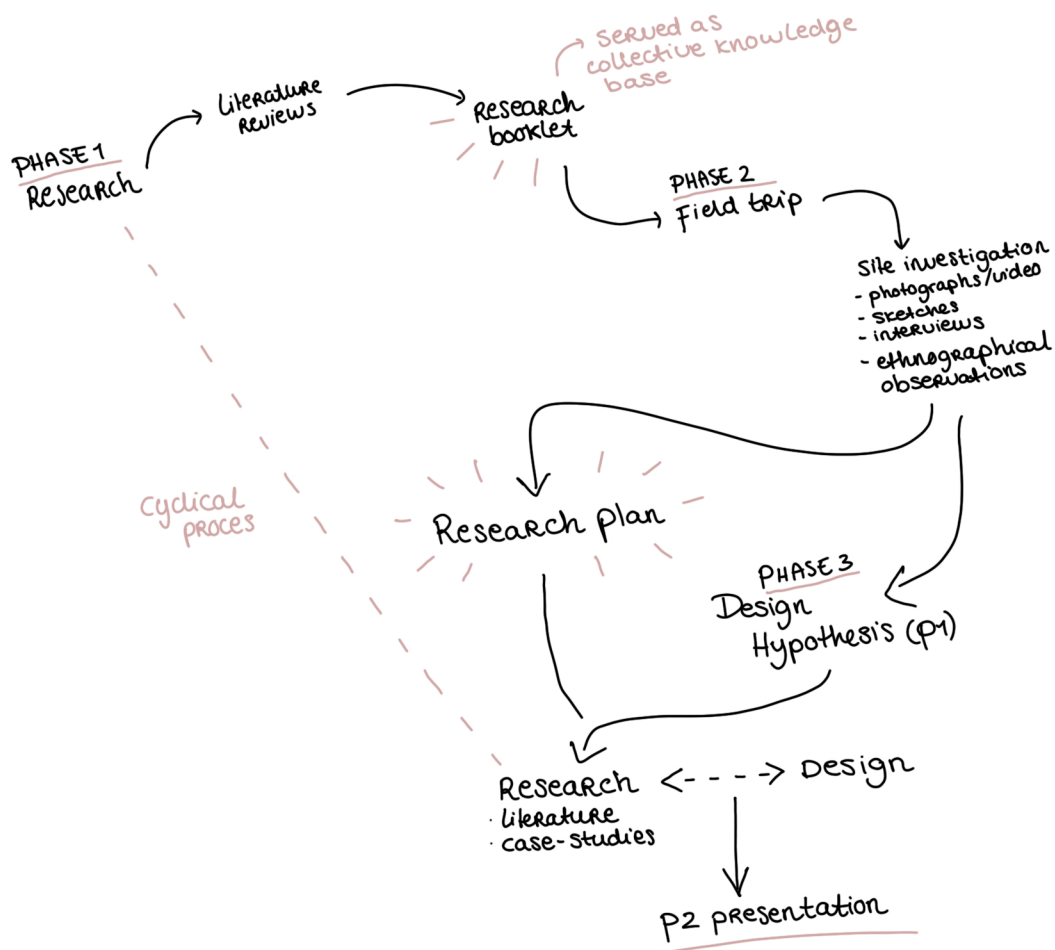 served as
collective knowledge
base
Literature
reviews
Research
booklet
PHASE 1
Research
PHASE 2
Field trip
Site investigation
- photographs/video
- sketches
- interviews
- ethnographical
observations
Cyclical
proces
Research plan
PHASE 3
Design
Hypothesis (P1)
Research <----> Design
· Literature
· case-studies
P2 presentation